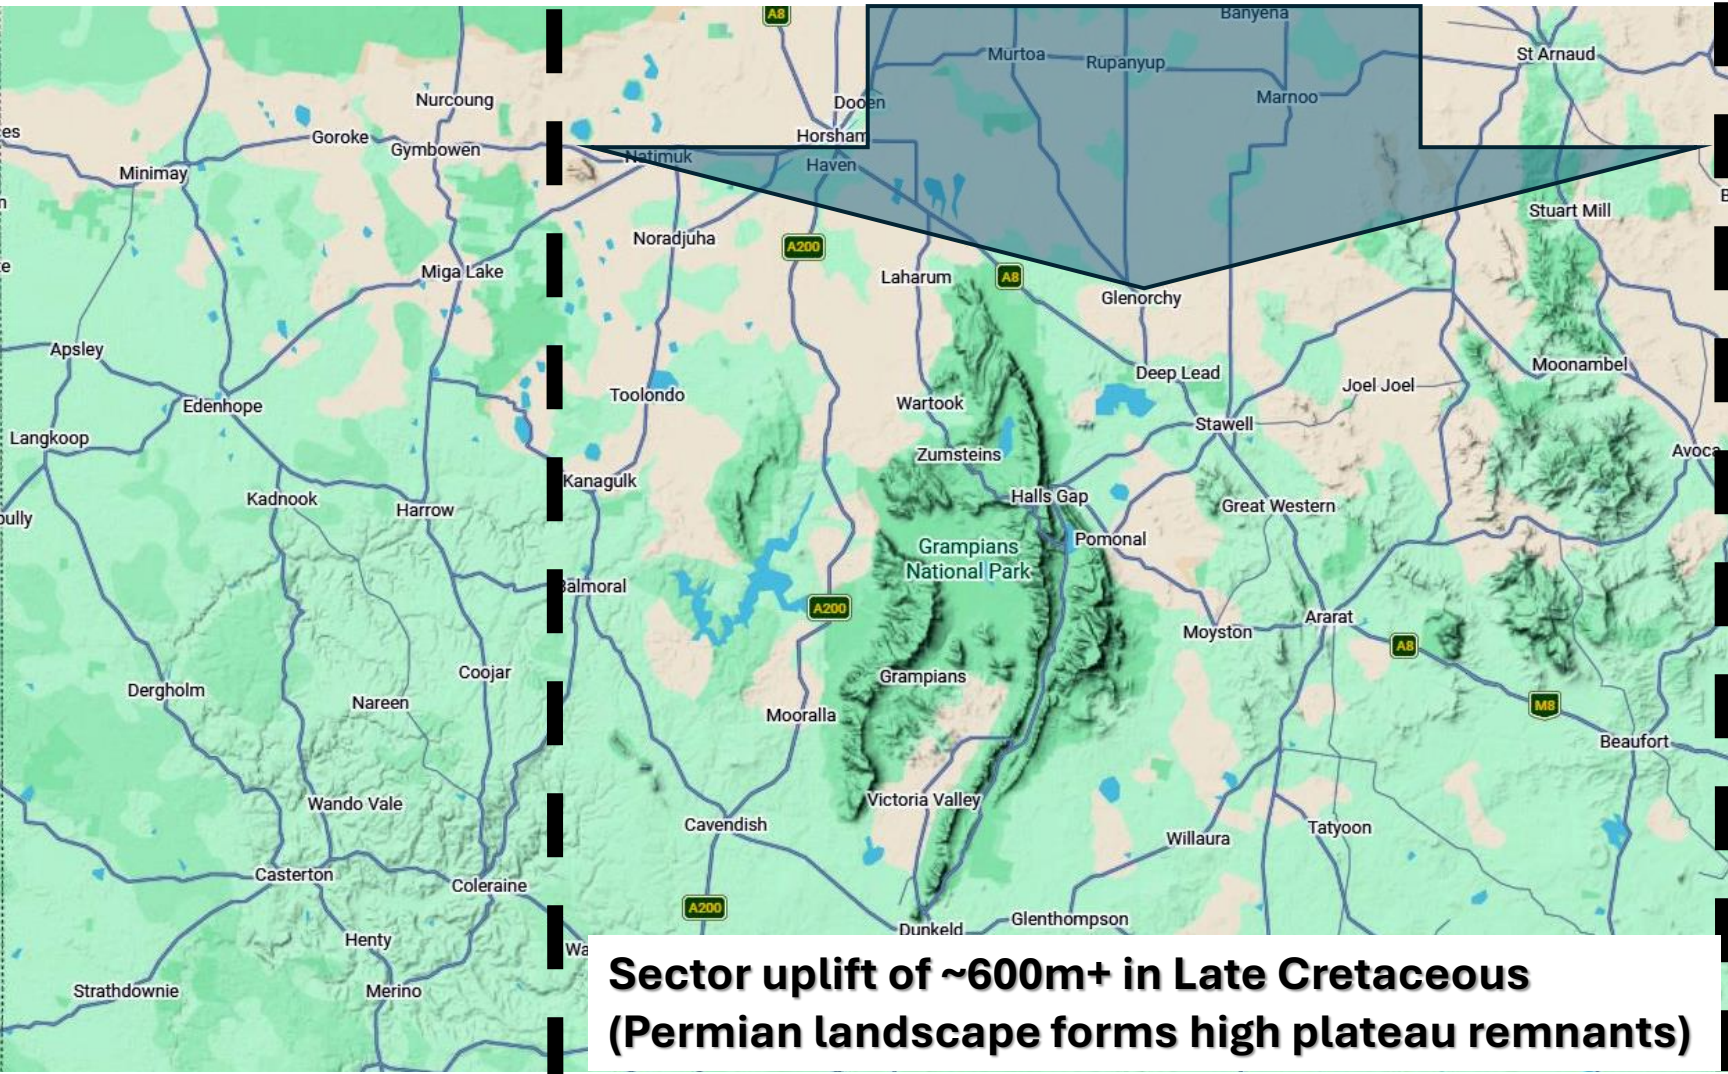 A8
Banyena
Murtoa
Rupanyup
St Arnaud
Marnoo
Nurcoung
Dooen
Goroke
Gymbowen
Horsham
Natimuk
Haven
Minimay
Stuart Mill
Noradjuha
A200
Miga Lake
Laharum
A8
Glenorchy
Apsley
Deep Lead
Moonambel
Joel Joel
Toolondo
Wartook
Edenhope
Stawell
Langkoop
Zumsteins
Avoca
Kanagulk
Kadnook
Harrow
Halls Gap
Great Western
Pomonal
Grampians
National Park
Balmoral
A200
Ararat
Moyston
A8
Coojar
Grampians
Dergholm
Nareen
Mooralla
M8
Beaufort
Wando Vale
Victoria Valley
Cavendish
Tatyoon
Willaura
Casterton
Coleraine
A200
Glenthompson
Dunkeld
Henty
Wa
Strathdownie
Merino
Sector uplift of ~600m+ in Late Cretaceous
(Permian landscape forms high plateau remnants)